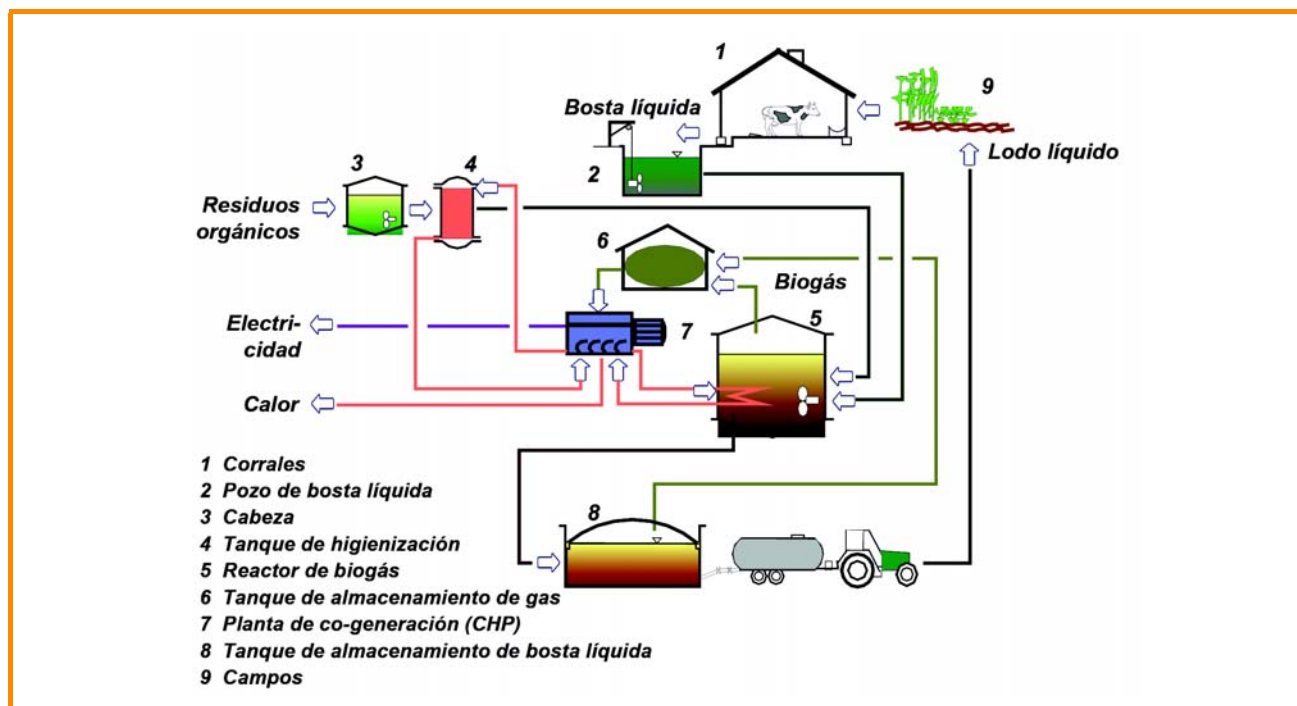 1
9
Bosta líquida
Lodo líquido
2
3
4
Residuos
orgánicos
6
Biogás
5
Electri-
cidad
7
Calor
8
1 Corrales
2 Pozo de bosta líquida
3 Cabeza
4 Tanque de higienización
5 Reactor de biogás
6 Tanque de almacenamiento de gas
7 Planta de co-generación (CHP)
8 Tanque de almacenamiento de bosta líquida
9 Campos